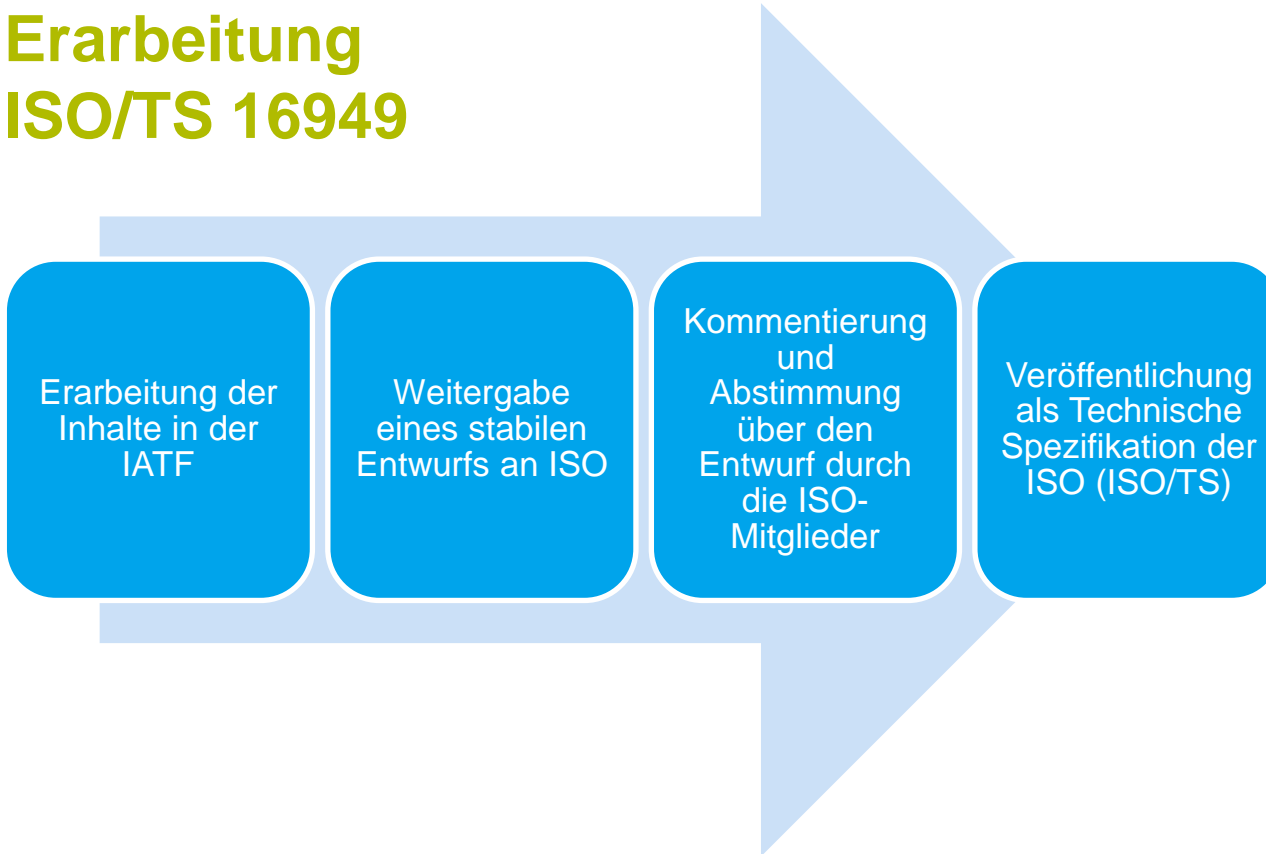 Erarbeitung
ISO/TS 16949
Erarbeitung der
Inhalte in der
IATF
Weitergabe
eines stabilen
Entwurfs an ISO
Kommentierung
und
Abstimmung
über den
Entwurf durch
die ISO-
Mitglieder
Veröffentlichung
als Technische
Spezifikation der
ISO (ISO/TS)